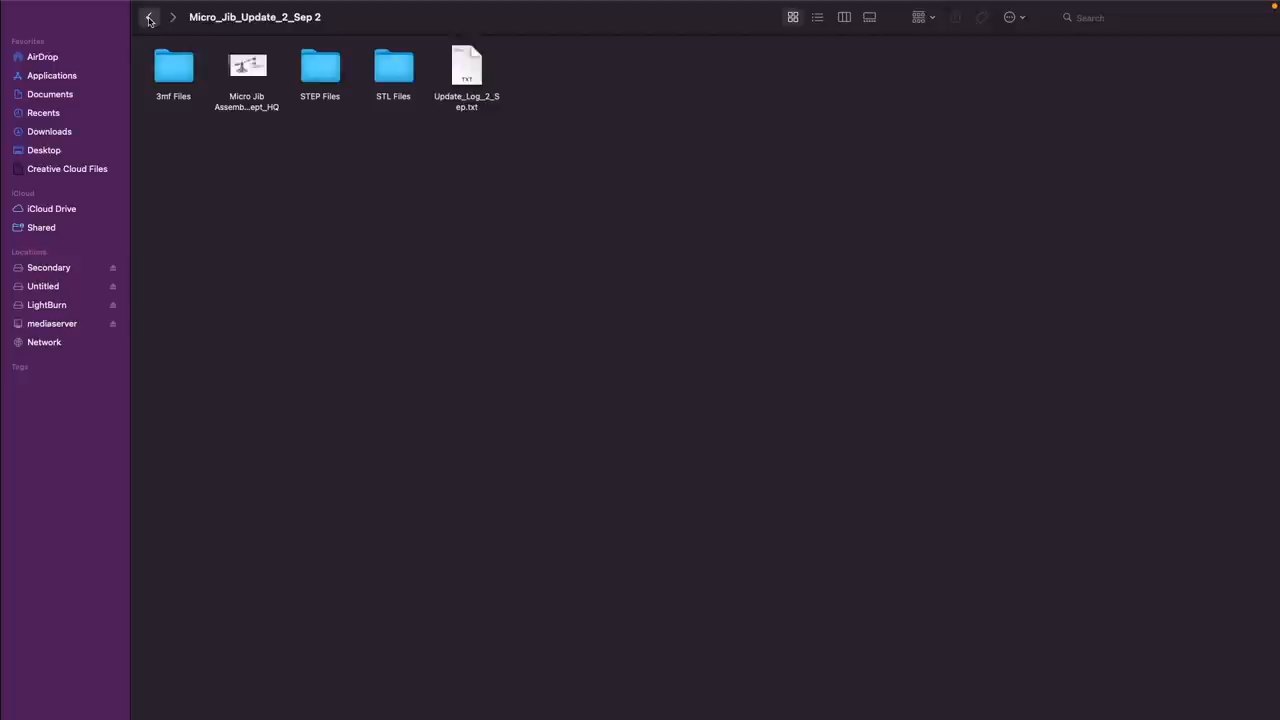 Micro_Jib_Update_2_Sep 2
Search
Favorites
AirDrop
Applications
Documents
Recents
Downloads
Desktop
Creative Cloud Files
iCloud
iCloud Drive
Shared
Locations
Secondary
Untitled
LightBurn
mediaserver
Network
Tags
3mf Files
Micro Jib
Assemb...ept_HQ
STEP Files
STL Files
TXT
Update_Log_2_S
ep.txt